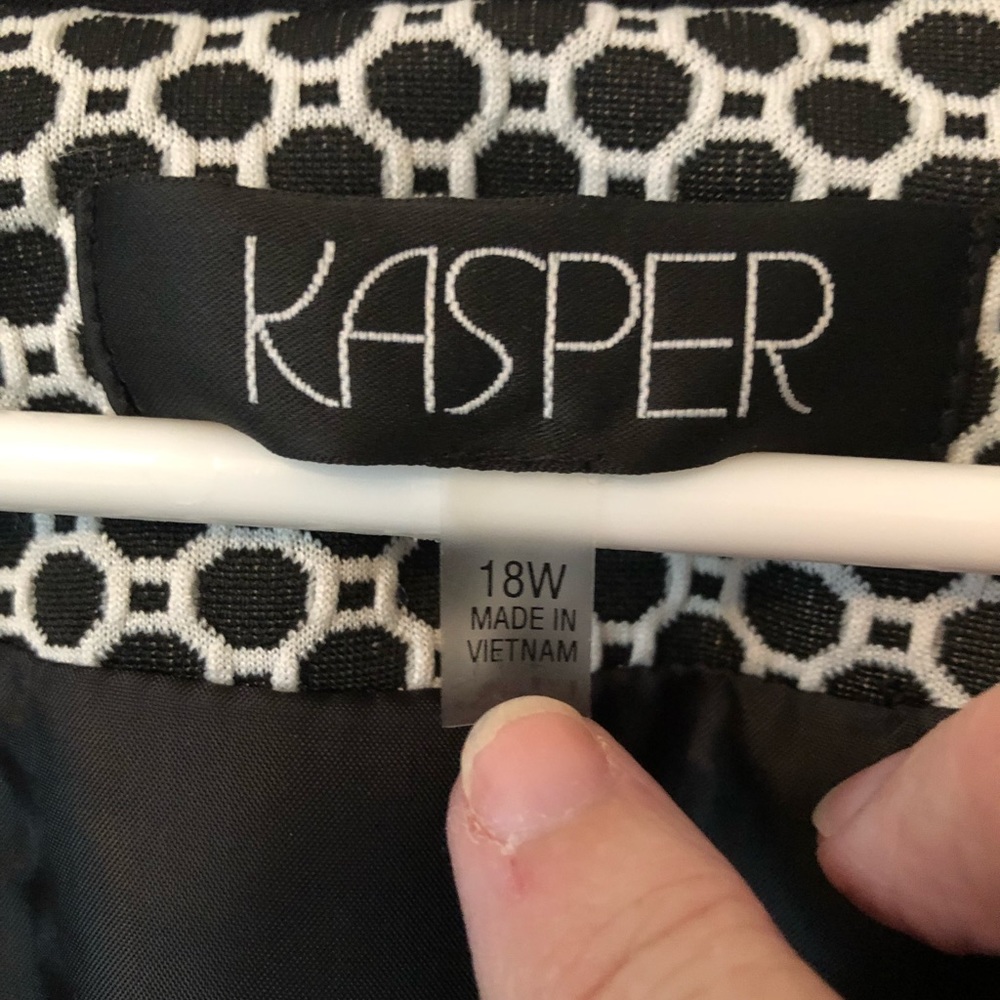 KASPER
18W
MADE IN
VIETNAM